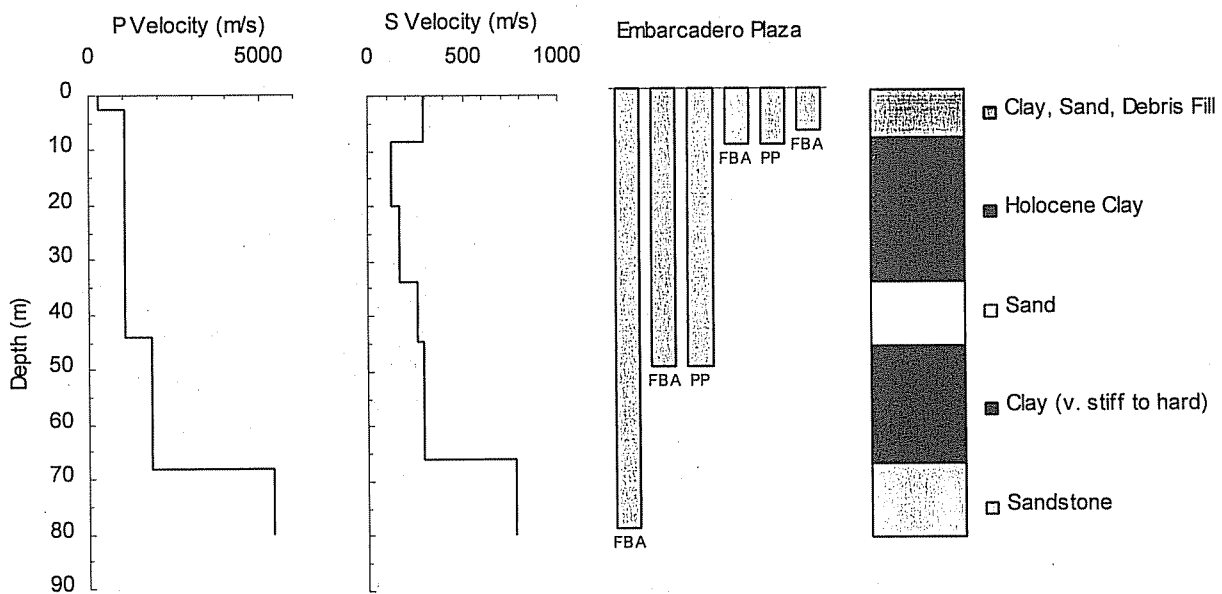 P Velocity (m/s)
0 5000
S Velocity (m/s)
0 500 1000
Embarcadero Plaza
Depth (m)
0
10
20
30
40
50
60
70
80
90
FBA
FBA
PP
FBA
PP
FBA
Clay, Sand, Debris Fill
Holocene Clay
Sand
Clay (v. stiff to hard)
Sandstone